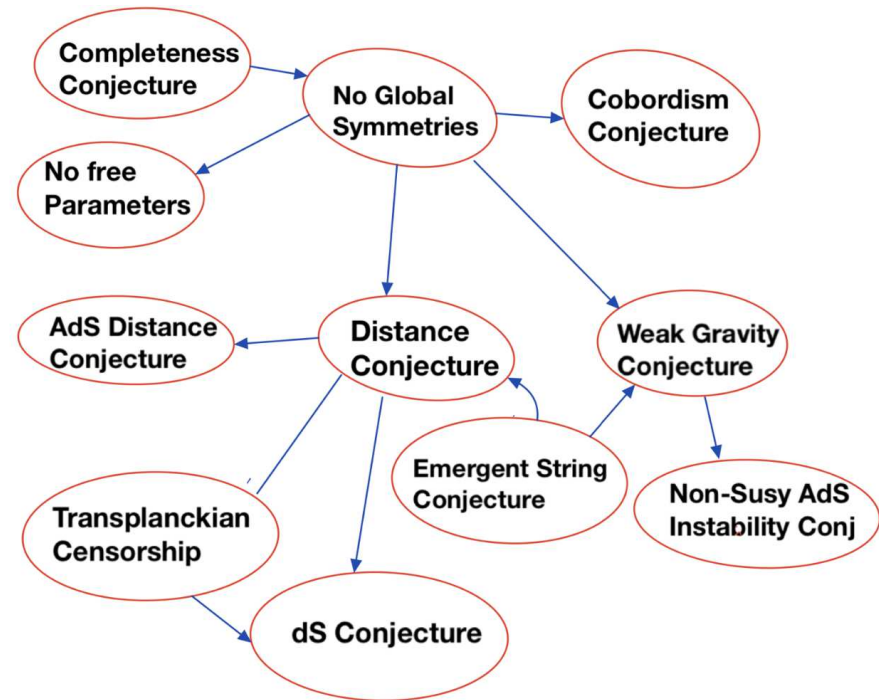 Completeness
Conjecture
No Global
Symmetries
Cobordism
Conjecture
No free
Parameters
AdS Distance
Conjecture
Distance
Conjecture
Weak Gravity
Conjecture
Emergent String
Conjecture
Non-Susy AdS
Instability Conj
Transplanckian
Censorship
dS Conjecture